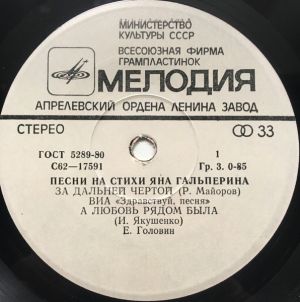 МИНИСТЕРСТВО
КУЛЬТУРЫ СССР
ВСЕСОЮЗНАЯ ФИРМА
ГРАМПЛАСТИНОК
МЕЛОДИЯ
АПРЕЛЕВСКИЙ ОРДЕНА ЛЕНИНА ЗАВОД
СТЕРЕО 33
ГОСТ 5289-80 1
С62—17591 Гр. 3. 0-85
ПЕСНИ НА СТИХИ ЯНА ГАЛЬПЕРИНА
ЗА ДАЛЬНЕЙ ЧЕРТОЙ (Р. Майоров)
ВИА «Здравствуй, песня»
А ЛЮБОВЬ РЯДОМ БЫЛА
(И. Якушенко)
Е. Головин